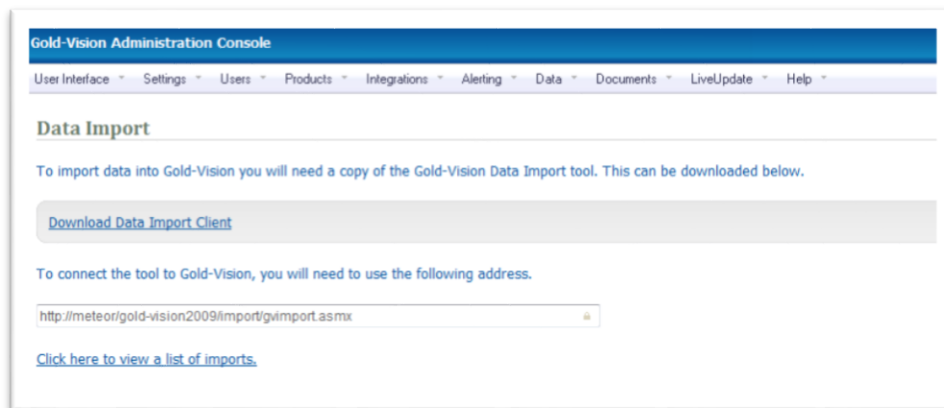 Gold-Vision Administration Console
User Interface Settings Users Products Integrations Alerting Data Documents LiveUpdate Help
Data Import
To import data into Gold-Vision you will need a copy of the Gold-Vision Data Import tool. This can be downloaded below.
Download Data Import Client
To connect the tool to Gold-Vision, you will need to use the following address.
http://meteor/gold-vision2009/import/gvimport.asmx
Click here to view a list of imports.